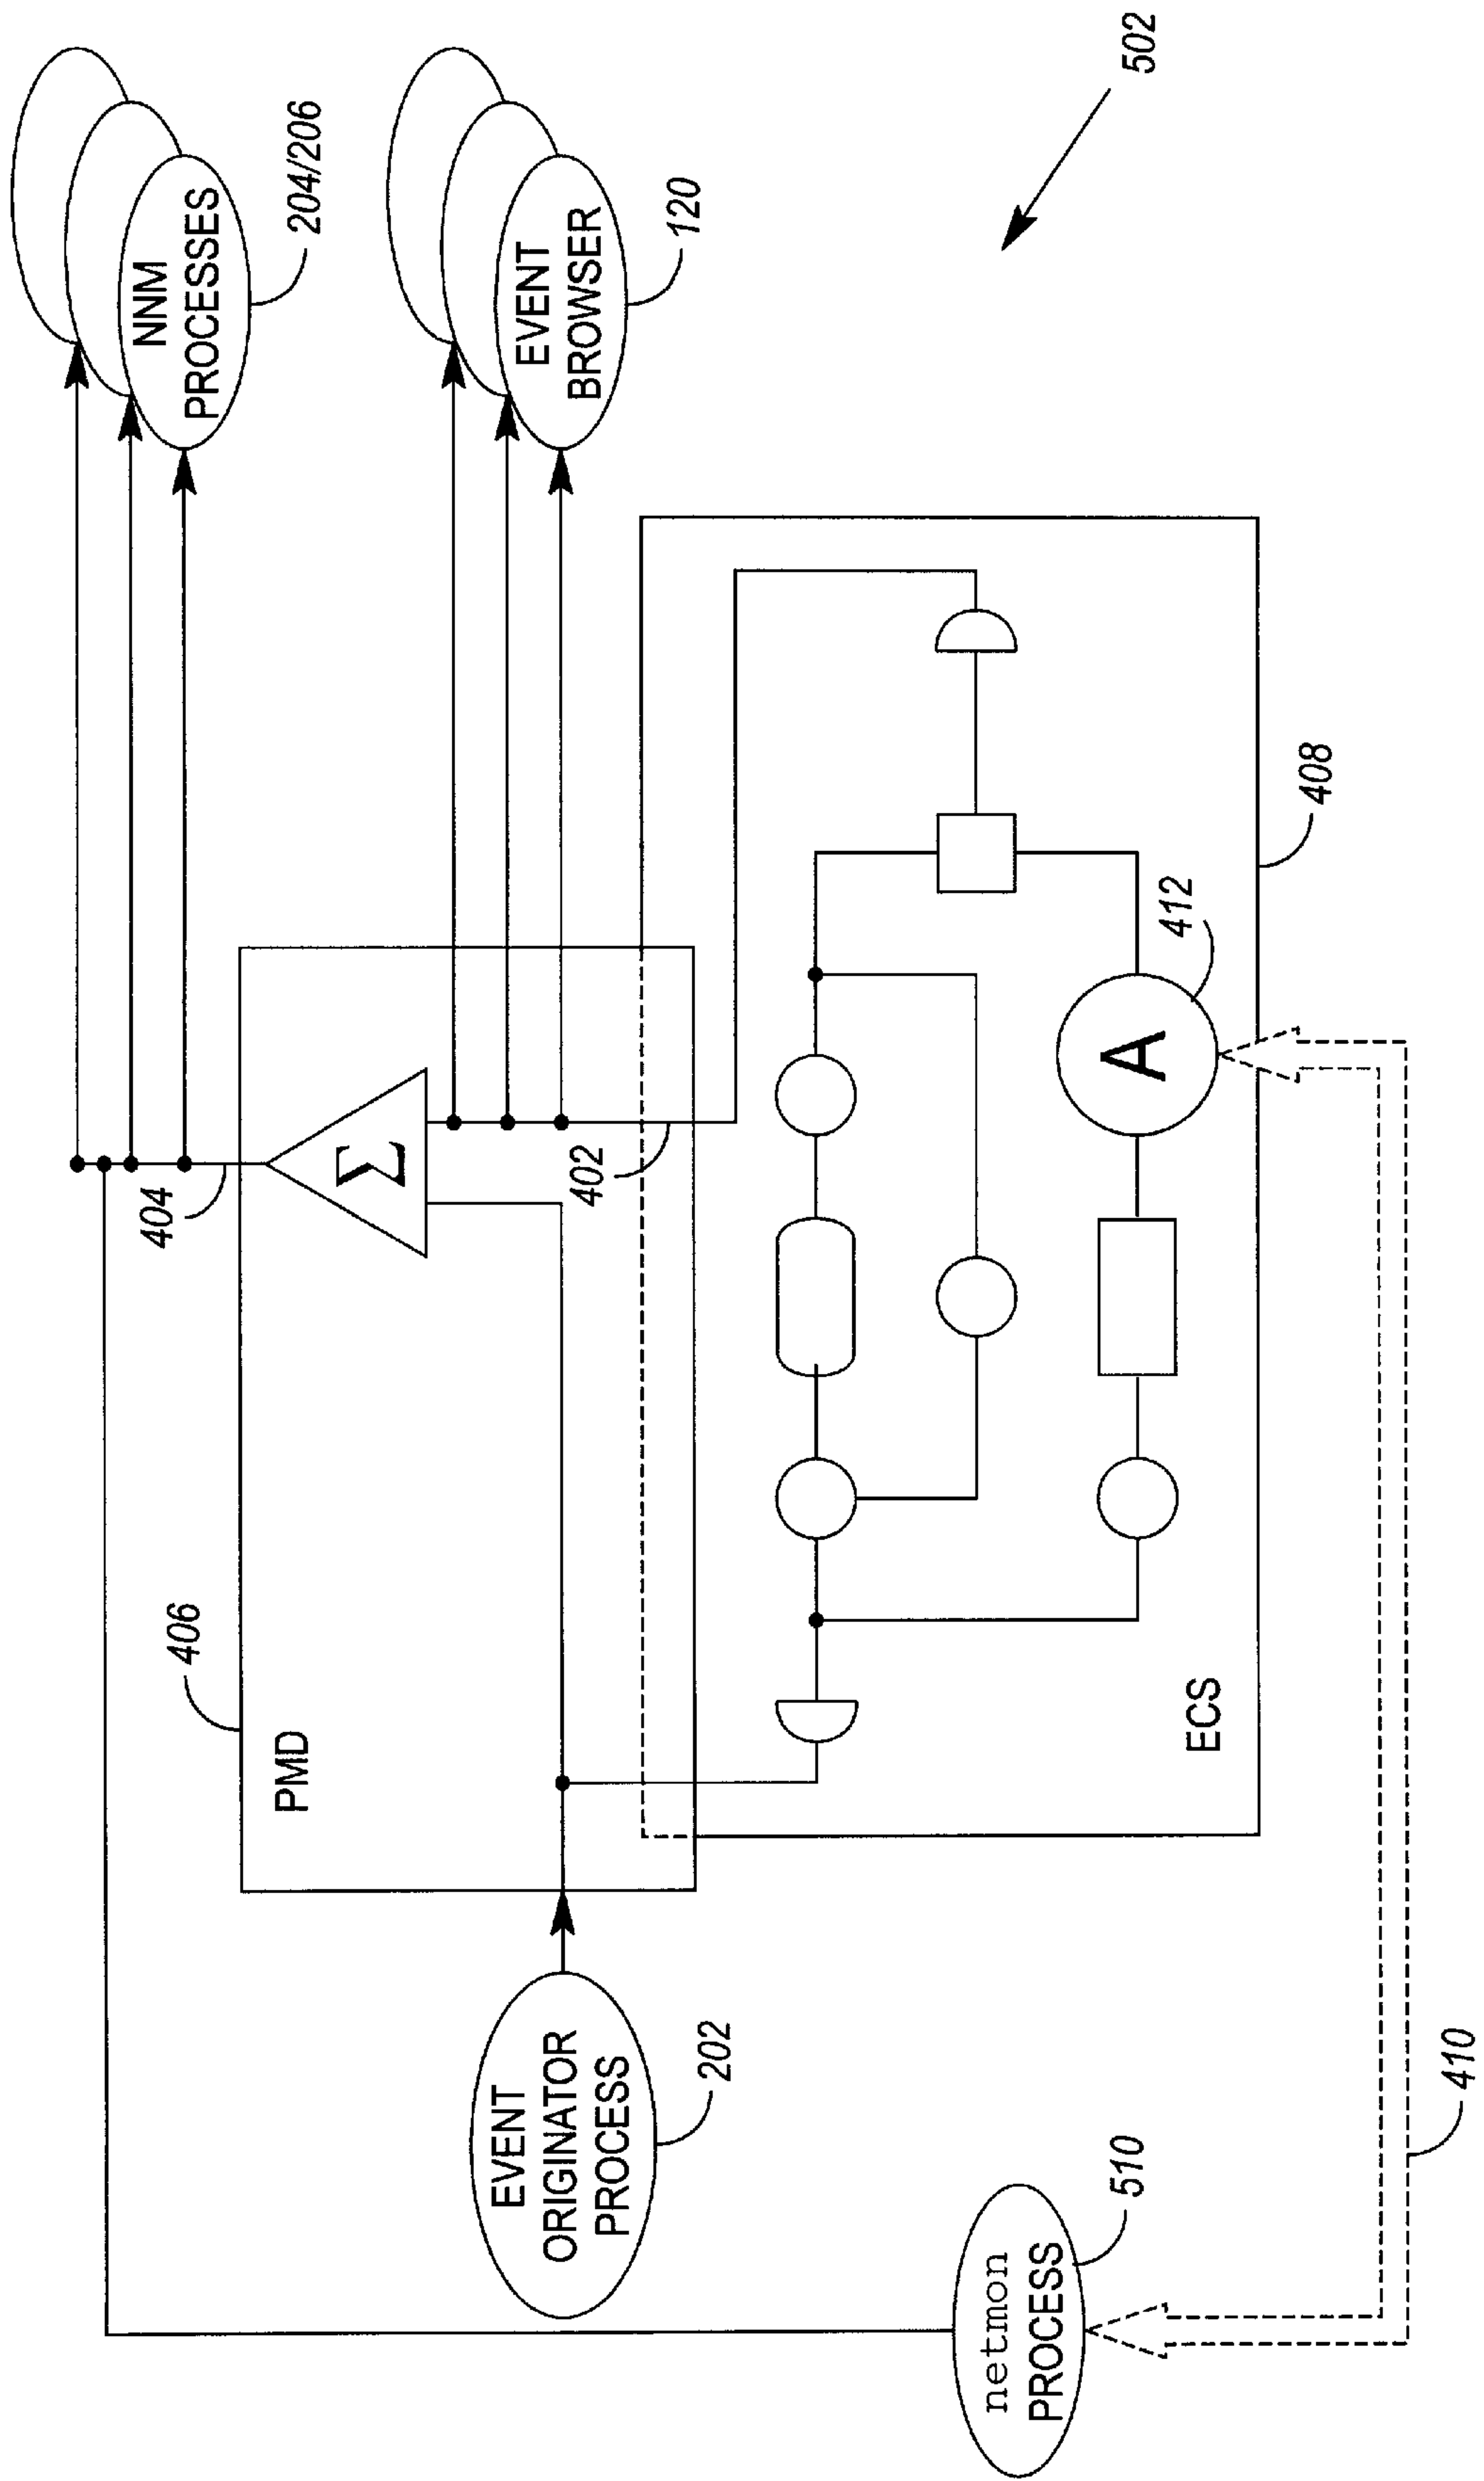 NNM
PROCESSES
204/206
EVENT
BROWSER
120
502
404
Σ
402
406
PMD
408
412
A
ECS
EVENT
ORIGINATOR
PROCESS
202
netmon
PROCESS
510
410